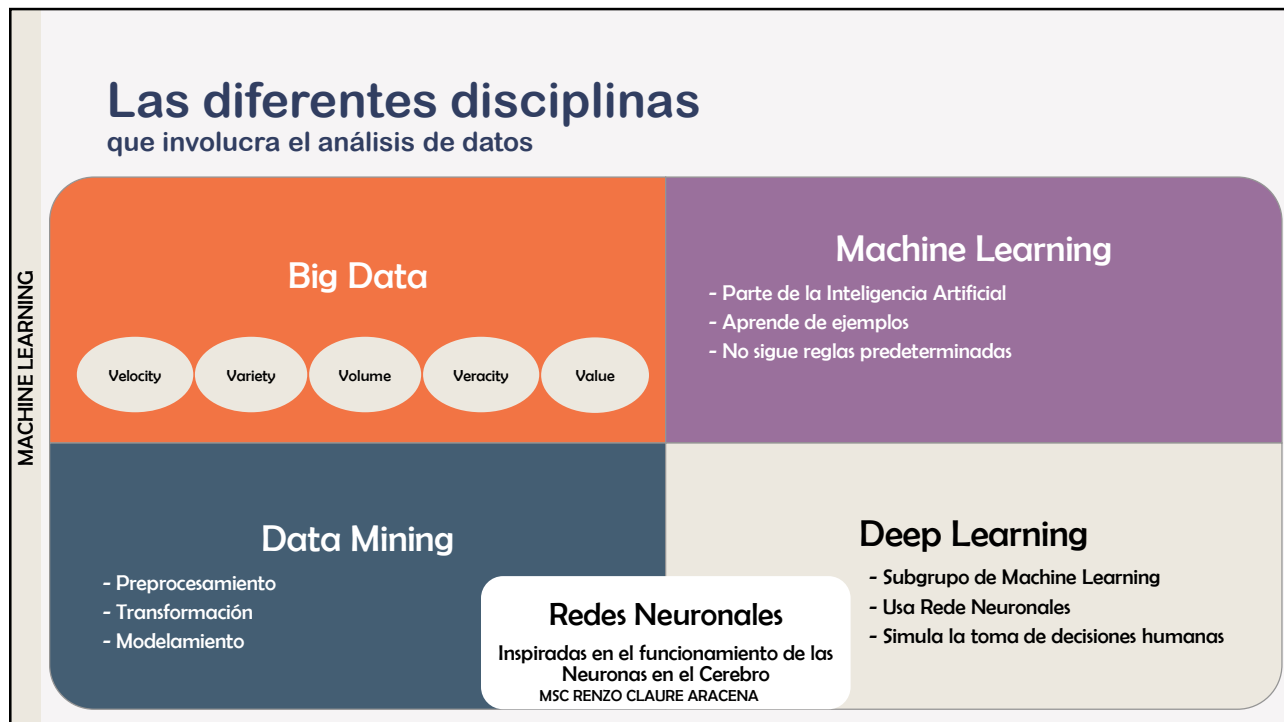 Las diferentes disciplinas
que involucra el análisis de datos
MACHINE LEARNING
Big Data
Velocity
Variety
Volume
Veracity
Value
Machine Learning
- Parte de la Inteligencia Artificial
- Aprende de ejemplos
- No sigue reglas predeterminadas
Data Mining
- Preprocesamiento
- Transformación
- Modelamiento
Redes Neuronales
Inspiradas en el funcionamiento de las
Neuronas en el Cerebro
MSC RENZO CLAURE ARACENA
Deep Learning
- Subgrupo de Machine Learning
- Usa Rede Neuronales
- Simula la toma de decisiones humanas